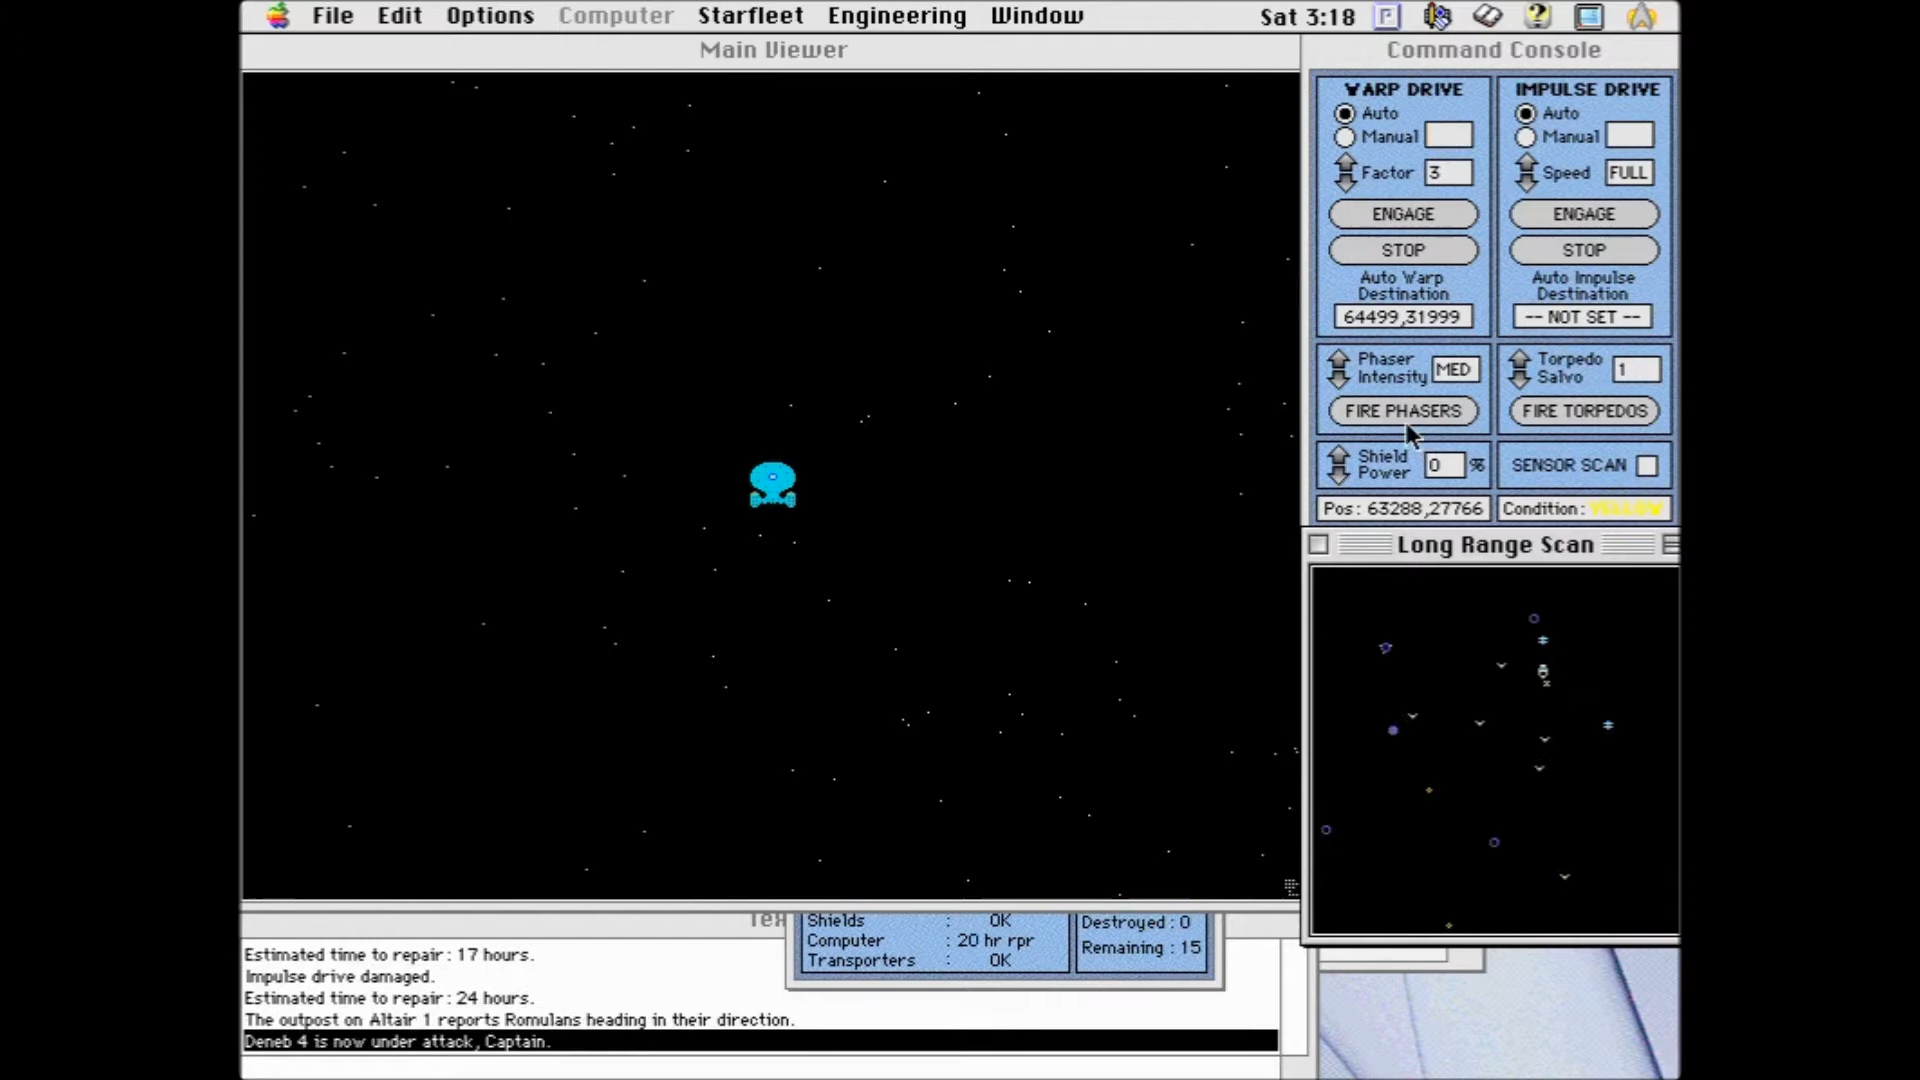 File Edit Options Computer Starfleet Engineering Window Sat 3:18
Main Viewer
Command Console
WARP DRIVE
Auto
Manual
Factor 3
ENGAGE
STOP
Auto Warp
Destination
64499,31999
IMPULSE DRIVE
Auto
Manual
Speed FULL
ENGAGE
STOP
Auto Impulse
Destination
-- NOT SET --
Phaser
Intensity MED
FIRE PHASERS
Torpedo
Salvo 1
FIRE TORPEDOS
Shield
Power 0 %
SENSOR SCAN
Pos: 63288,27766
Condition: YELLOW
Long Range Scan
Shields : OK
Computer : 20 hr rpr
Transporters : OK
Destroyed: 0
Remaining: 15
Estimated time to repair: 17 hours.
Impulse drive damaged.
Estimated time to repair: 24 hours.
The outpost on Altair 1 reports Romulans heading in their direction.
Deneb 4 is now under attack, Captain.